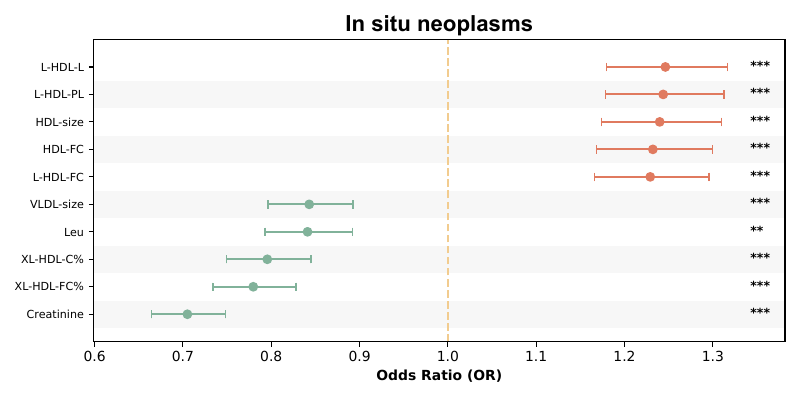 In situ neoplasms
L-HDL-L ***
L-HDL-PL ***
HDL-size ***
HDL-FC ***
L-HDL-FC ***
VLDL-size ***
Leu **
XL-HDL-C% ***
XL-HDL-FC% ***
Creatinine ***
0.6 0.7 0.8 0.9 1.0 1.1 1.2 1.3
Odds Ratio (OR)